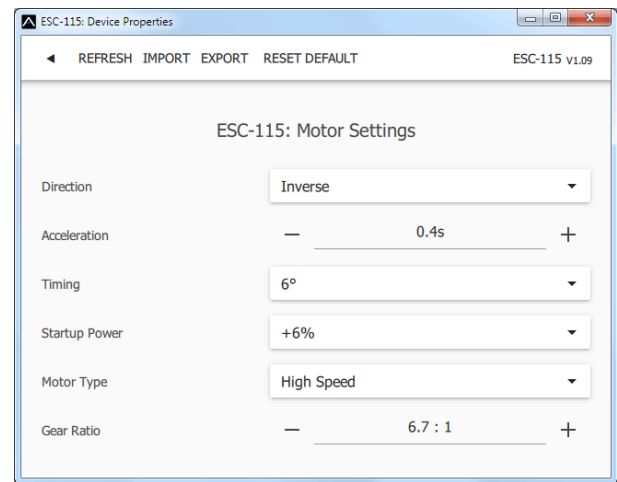 ESC-115: Device Properties
◄ REFRESH IMPORT EXPORT RESET DEFAULT ESC-115 V1.09
ESC-115: Motor Settings
Direction Inverse
Acceleration — 0.4s +
Timing 6°
Startup Power +6%
Motor Type High Speed
Gear Ratio — 6.7 : 1 +